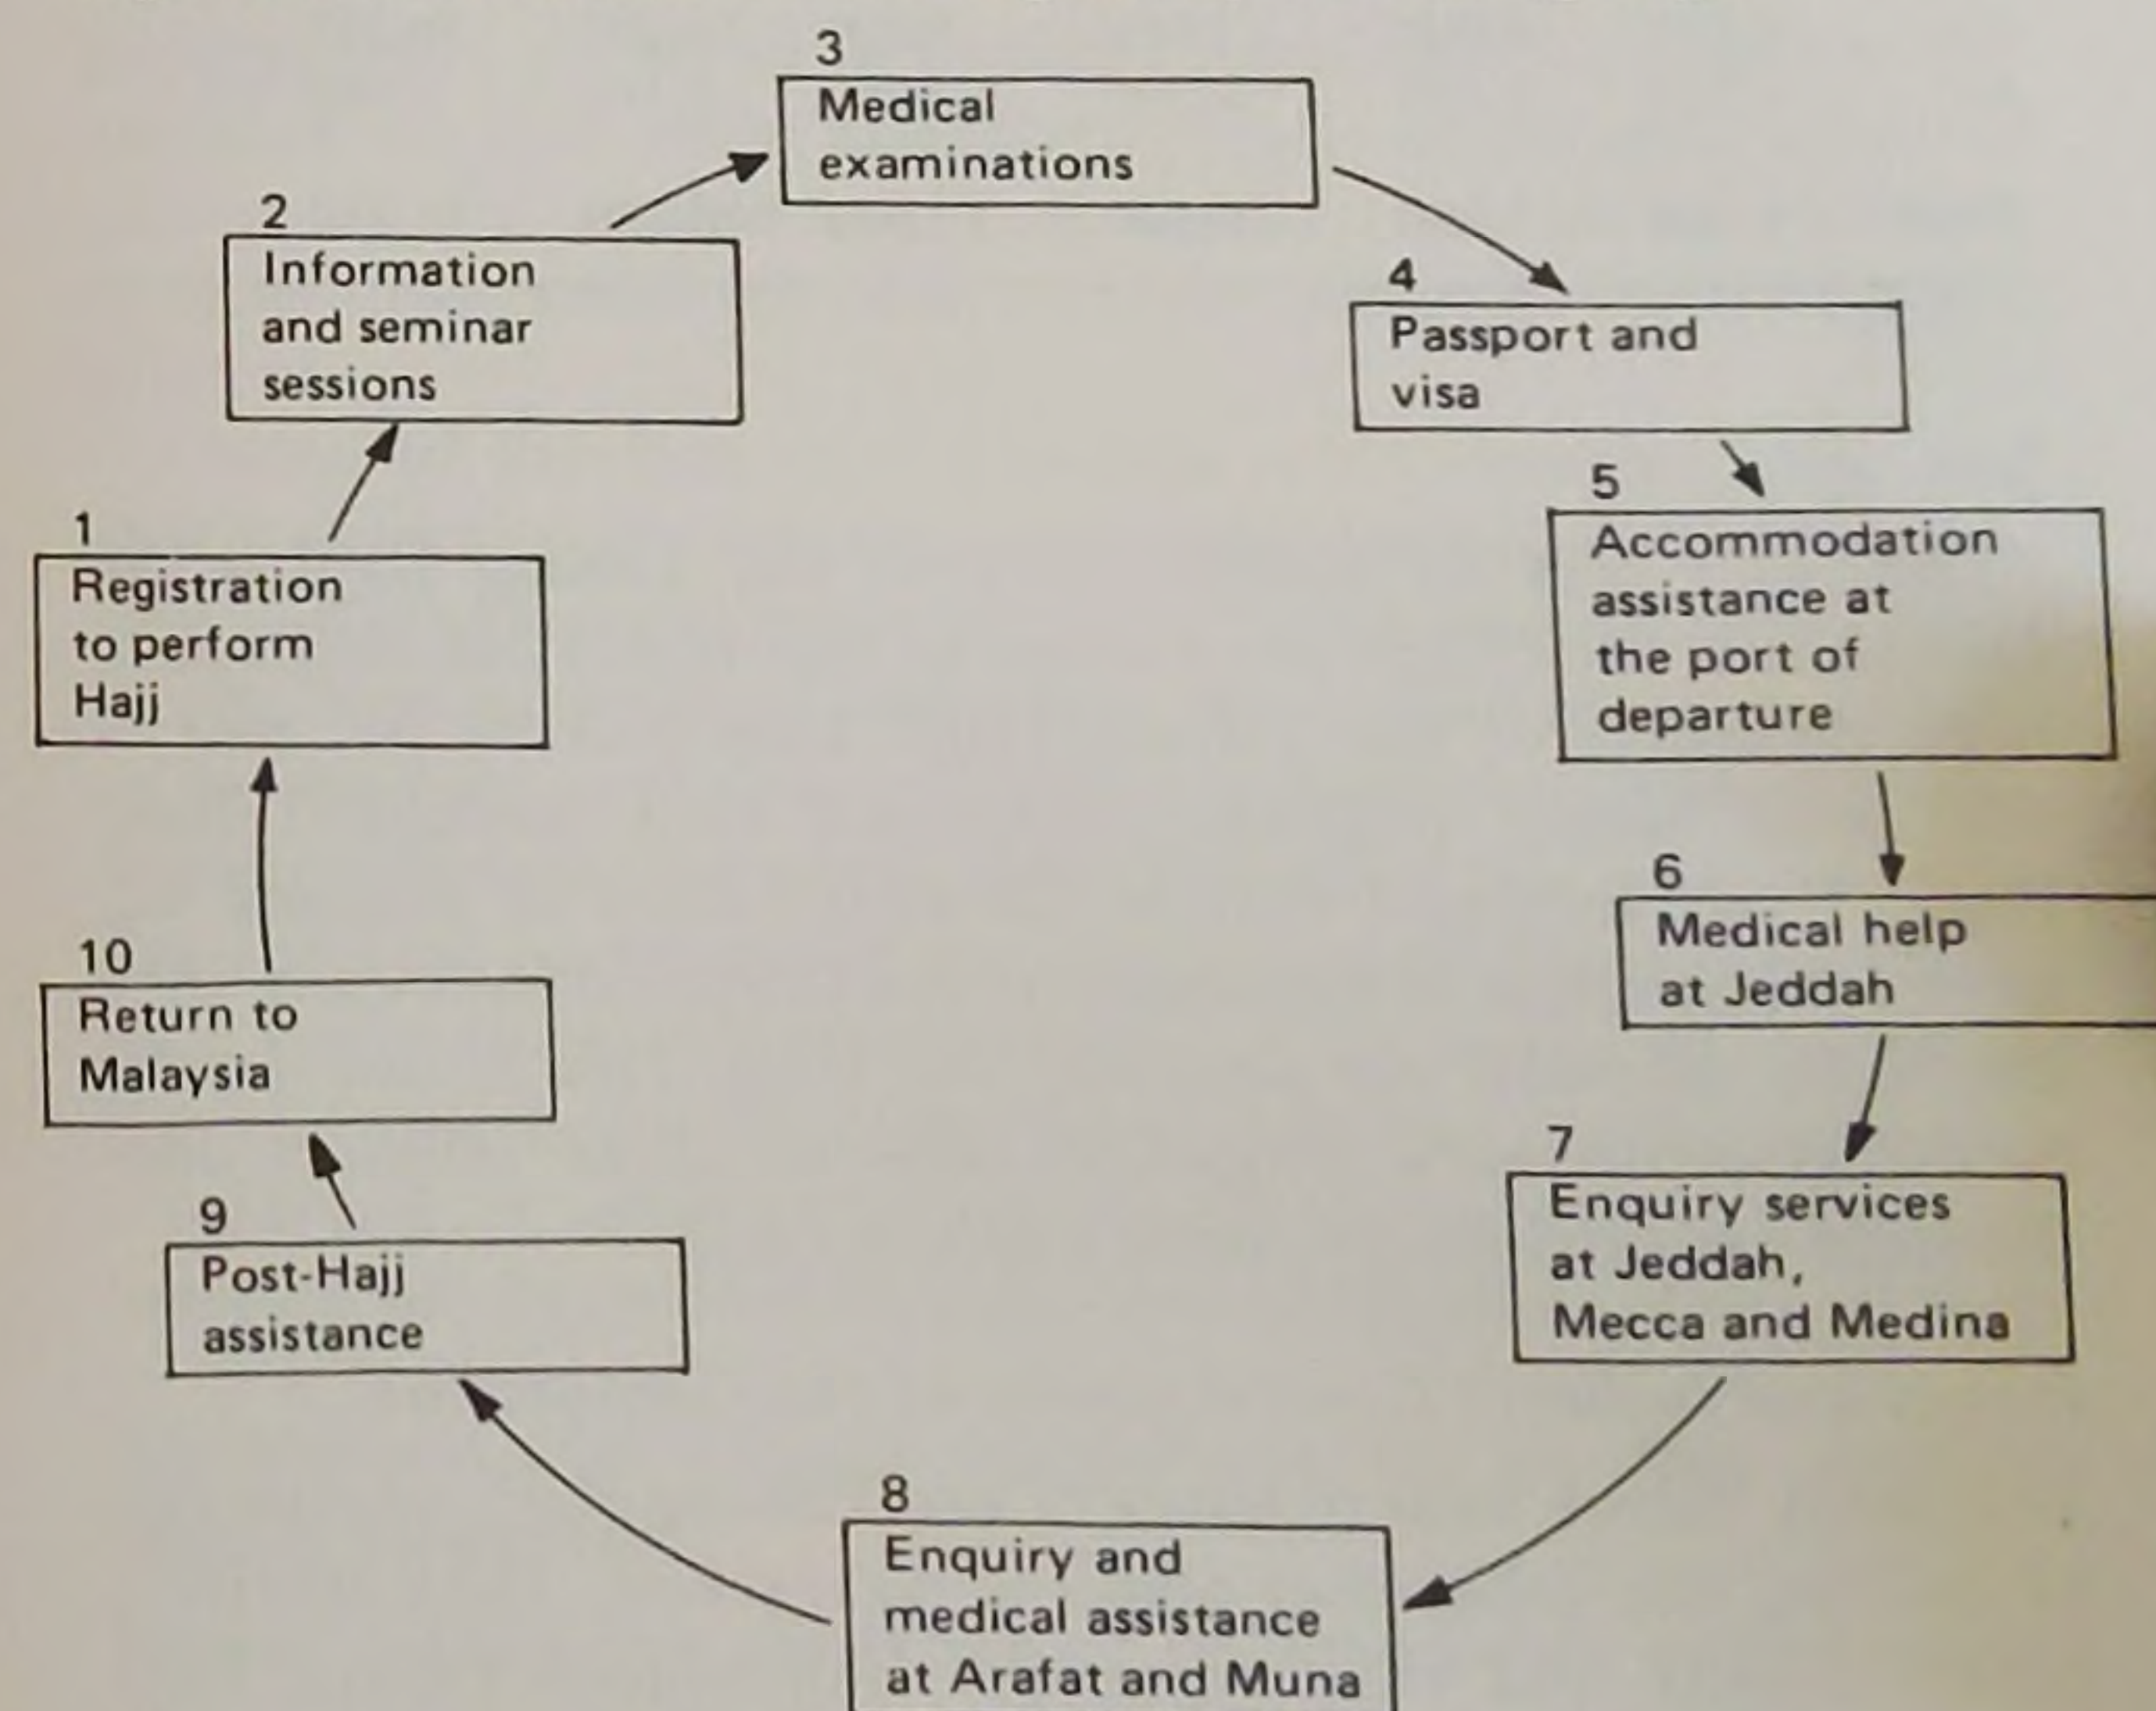 1
Registration
to perform
Hajj
2
Information
and seminar
sessions
3
Medical
examinations
4
Passport and
visa
5
Accommodation
assistance at
the port of
departure
6
Medical help
at Jeddah
7
Enquiry services
at Jeddah,
Mecca and Medina
8
Enquiry and
medical assistance
at Arafat and Muna
9
Post-Hajj
assistance
10
Return to
Malaysia